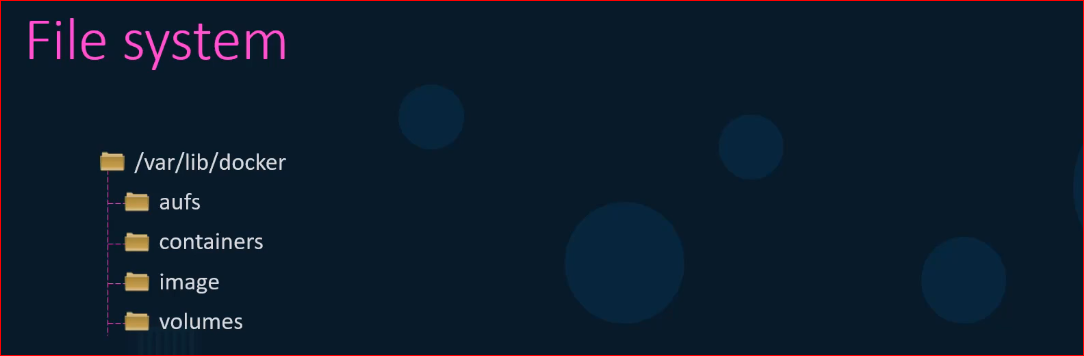 File system
/var/lib/docker
aufs
containers
image
volumes